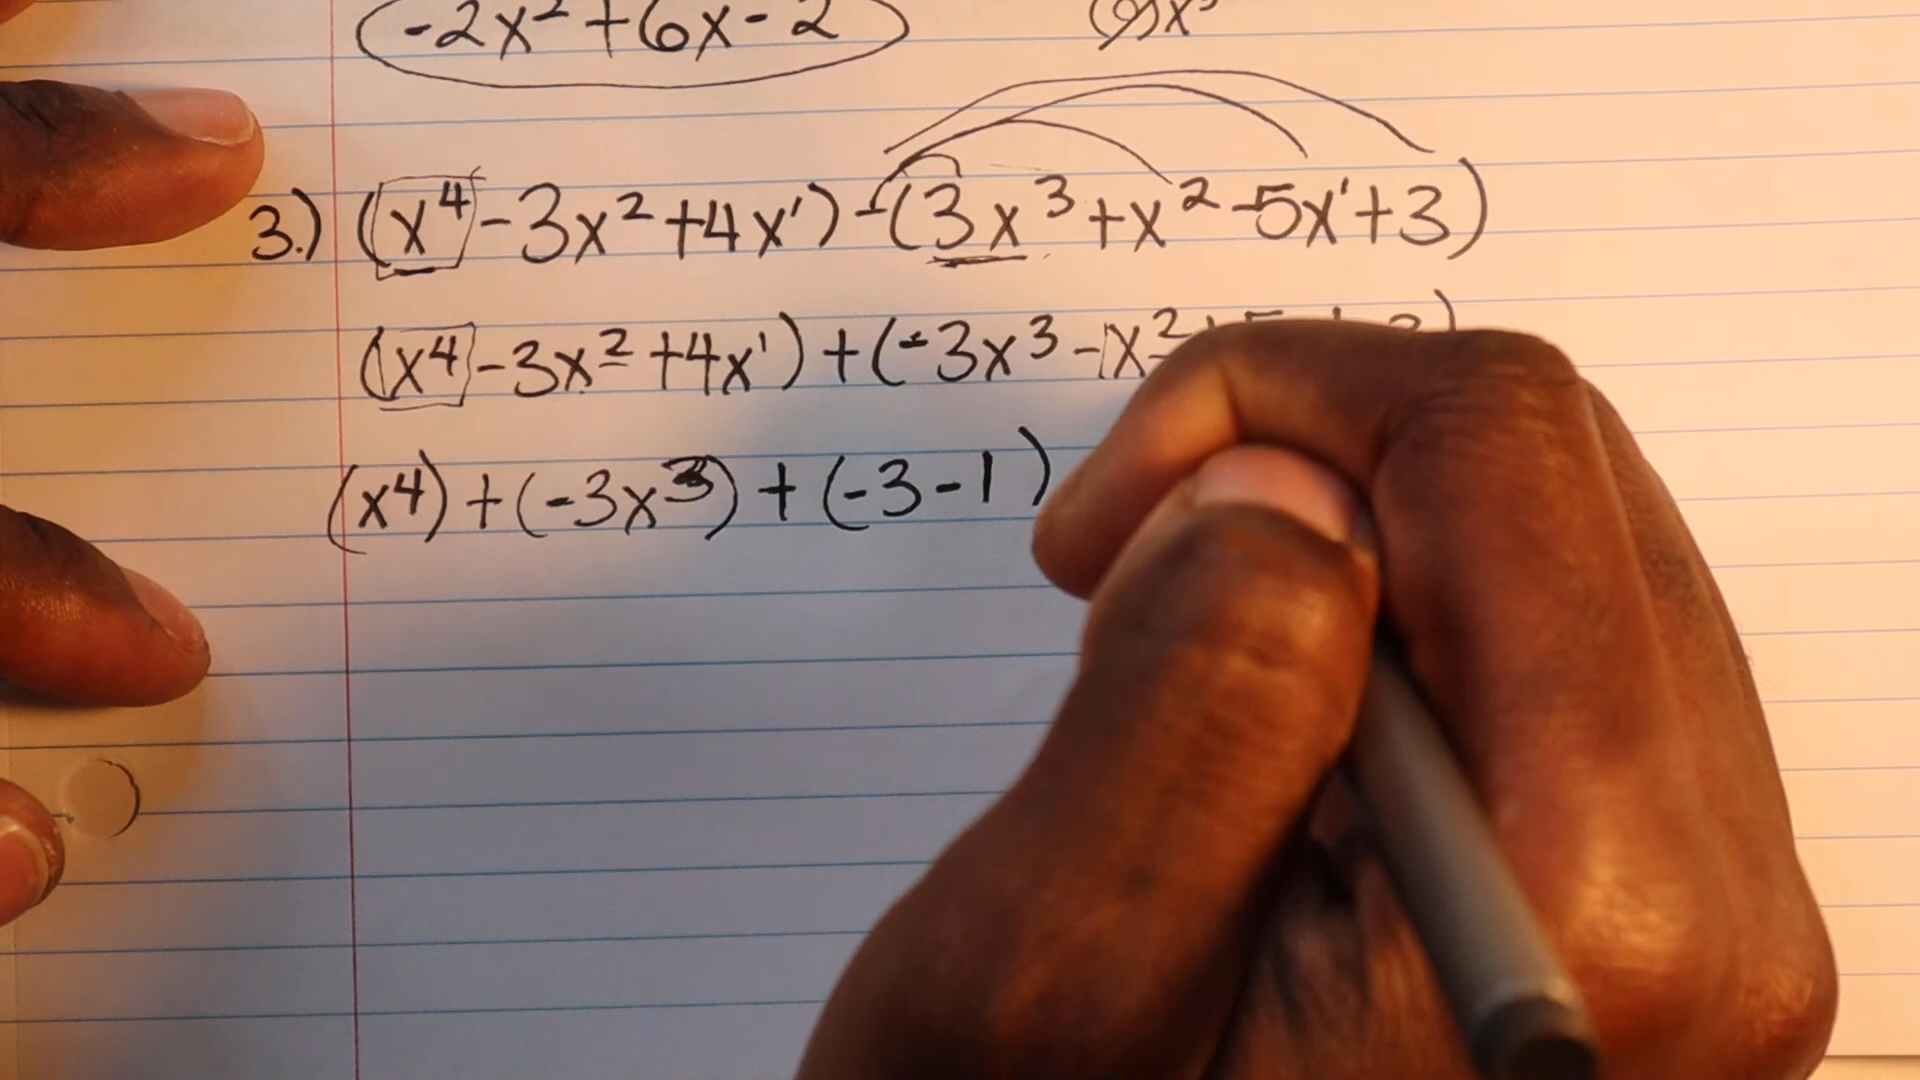 -2x² + 6x - 2
3.) (x⁴ - 3x² + 4x¹) - (3x³ + x² - 5x¹ + 3)
(x⁴ - 3x² + 4x¹) + (-3x³ - 1x²
(x⁴) + (-3x³) + (-3 - 1)